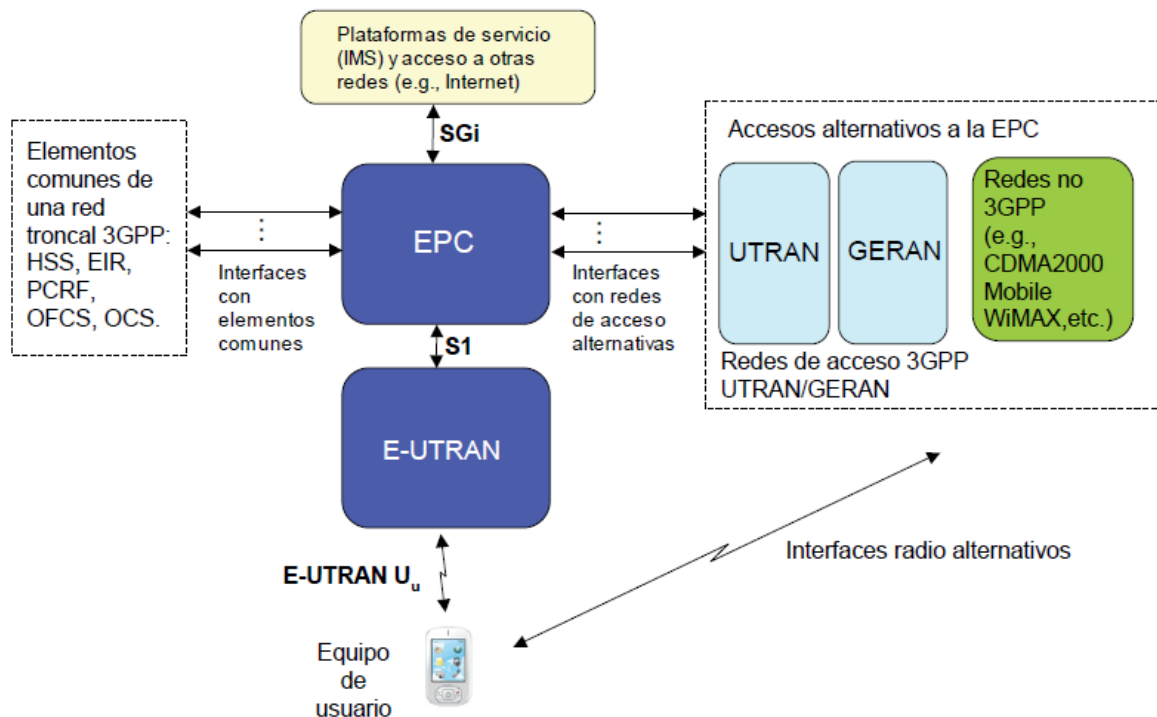 Plataformas de servicio
(IMS) y acceso a otras
redes (e.g., Internet)
SGi
Elementos
comunes de
una red
troncal 3GPP:
HSS, EIR,
PCRF,
OFCS, OCS.
Interfaces
con
elementos
comunes
EPC
Interfaces
con redes
de acceso
alternativas
Accesos alternativos a la EPC
UTRAN
GERAN
Redes no
3GPP
(e.g.,
CDMA2000
Mobile
WiMAX,etc.)
Redes de acceso 3GPP
UTRAN/GERAN
S1
E-UTRAN
E-UTRAN Uu
Interfaces radio alternativos
Equipo
de
usuario